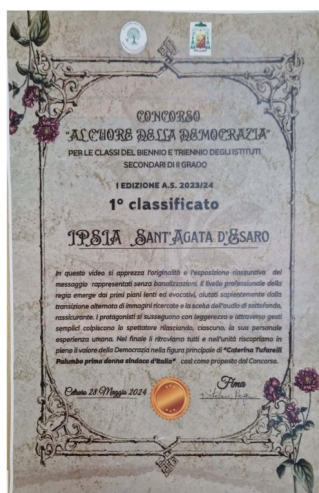 CONCORSO
"AL CUORE DELLA DEMOCRAZIA"
PER LE CLASSI DEL BIENNIO E TRIENNIO DEGLI ISTITUTI
SECONDARI DI II GRADO
I EDIZIONE A.S. 2023/24
1° classificato
IPSIA SANT'AGATA D'ESARO
In questo video si apprezza l'originalità e l'esposizione riassuntiva del
messaggio rappresentati senza banalizzazioni. Il livello professionale della
regia emerge dai primi piani lenti ed evocativi, aiutati sapientemente dalla
transizione alternata di immagini ricercate e la scelta dell'audio di sottofondo,
rassicurante. I protagonisti si susseguono con leggerezza e attraverso gesti
semplici colpiscono lo spettatore rilasciando, ciascuno, la sua personale
esperienza umana. Nel finale li ritroviamo tutti e nell'unità riscopriamo in
pieno il valore della Democrazia nella figura principale di "Caterina Tufarelli
Palumbo prima donna sindaco d'Italia" così come proposto dal Concorso.
Cetraro 28 Maggio 2024
Firma